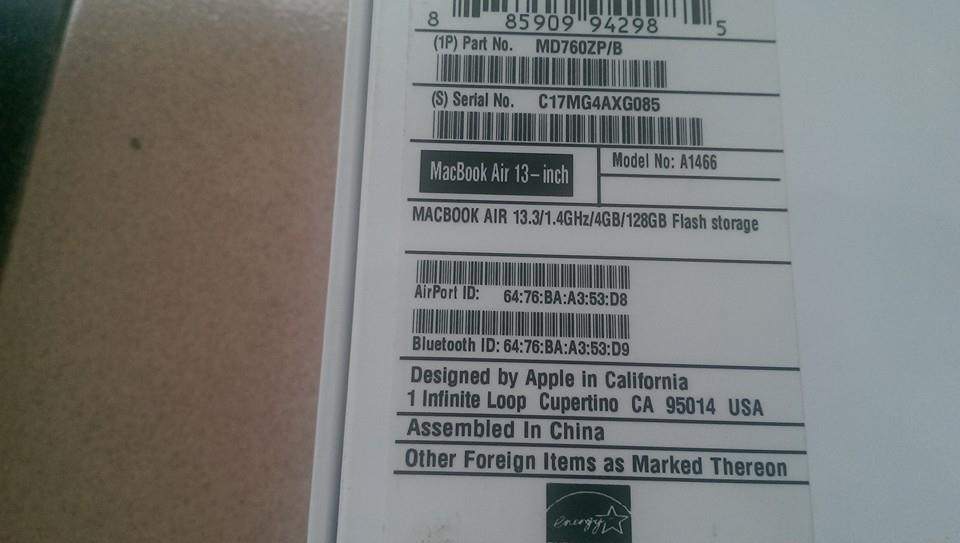 8 85909 94298 5
(1P) Part No. MD760ZP/B
(S) Serial No. C17MG4AXG085
MacBook Air 13-inch
Model No: A1466
MACBOOK AIR 13.3/1.4GHz/4GB/128GB Flash storage
AirPort ID: 64:76:BA:A3:53:D8
Bluetooth ID: 64:76:BA:A3:53:D9
Designed by Apple in California
1 Infinite Loop Cupertino CA 95014 USA
Assembled In China
Other Foreign Items as Marked Thereon
energy